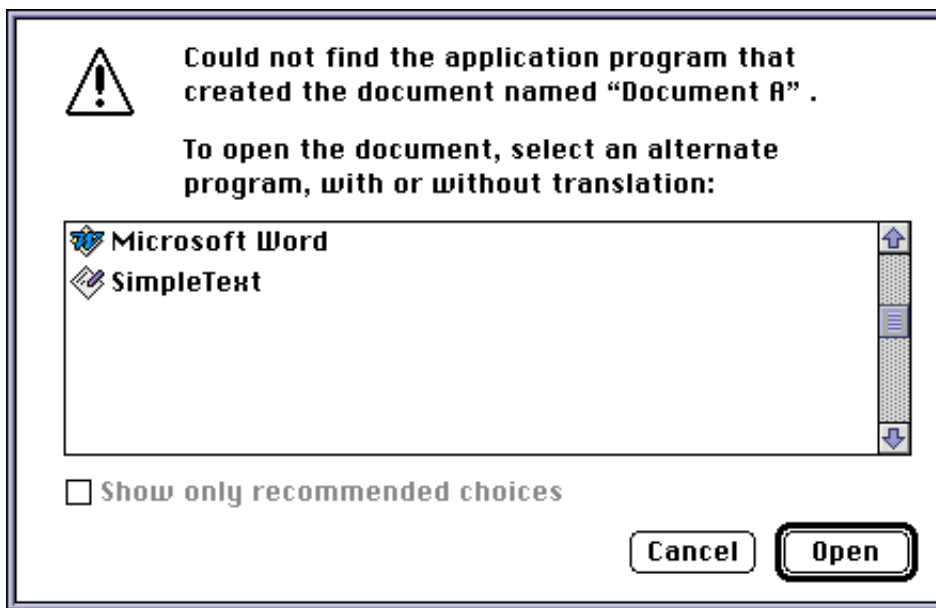 Could not find the application program that
created the document named “Document A” .
To open the document, select an alternate
program, with or without translation:
Microsoft Word
SimpleText
Show only recommended choices
Cancel
Open